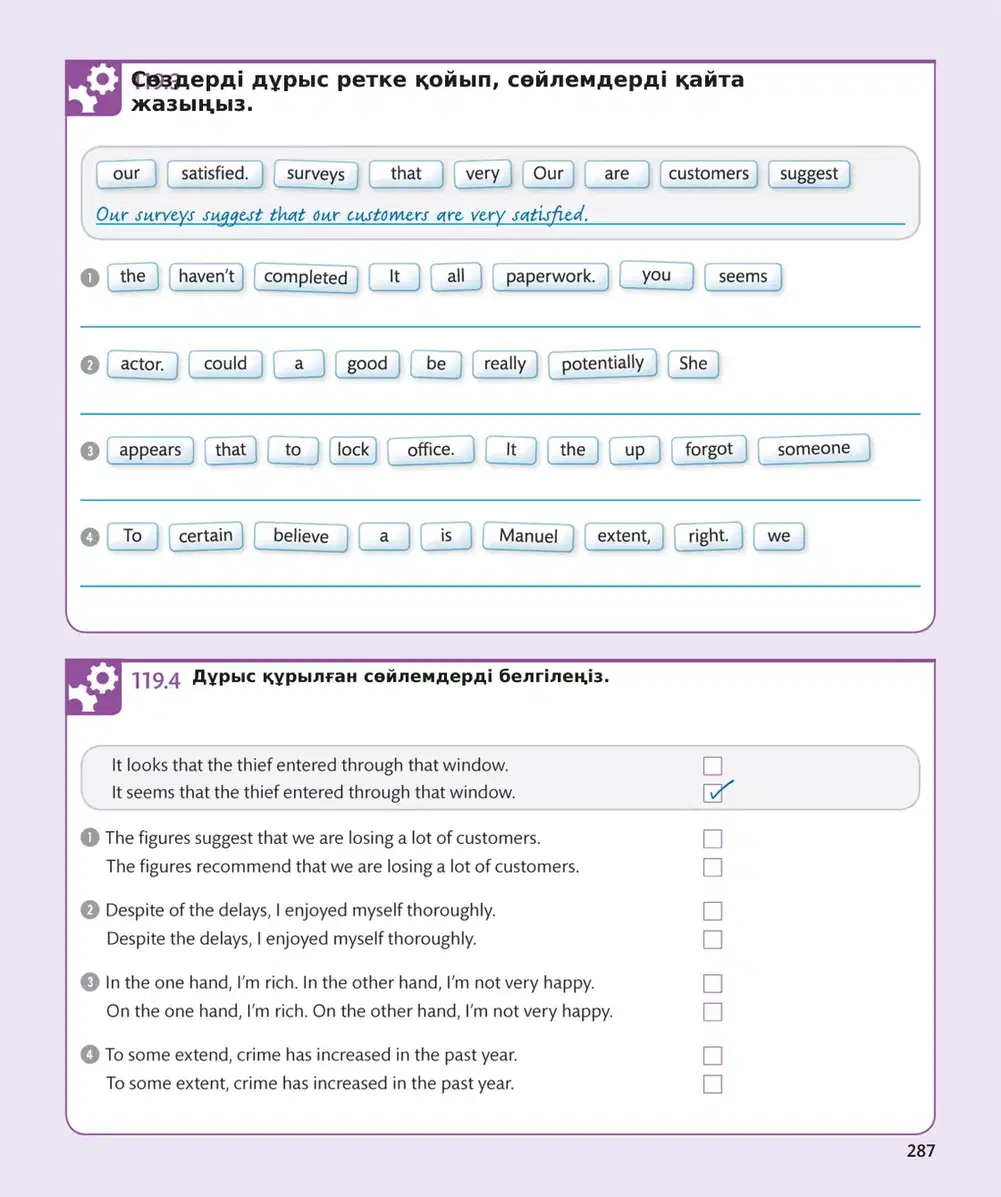 119.3 Сөздерді дұрыс ретке қойып, сөйлемдерді қайта
жазыңыз.
our satisfied. surveys that very Our are customers suggest
Our surveys suggest that our customers are very satisfied.
1 the haven't completed It all paperwork. you seems
2 actor. could a good be really potentially She
3 appears that to lock office. It the up forgot someone
4 To certain believe a is Manuel extent, right. we
119.4 Дұрыс құрылған сөйлемдерді белгілеңіз.
It looks that the thief entered through that window.
It seems that the thief entered through that window.
1 The figures suggest that we are losing a lot of customers.
The figures recommend that we are losing a lot of customers.
2 Despite of the delays, I enjoyed myself thoroughly.
Despite the delays, I enjoyed myself thoroughly.
3 In the one hand, I'm rich. In the other hand, I'm not very happy.
On the one hand, I'm rich. On the other hand, I'm not very happy.
4 To some extend, crime has increased in the past year.
To some extent, crime has increased in the past year.
287